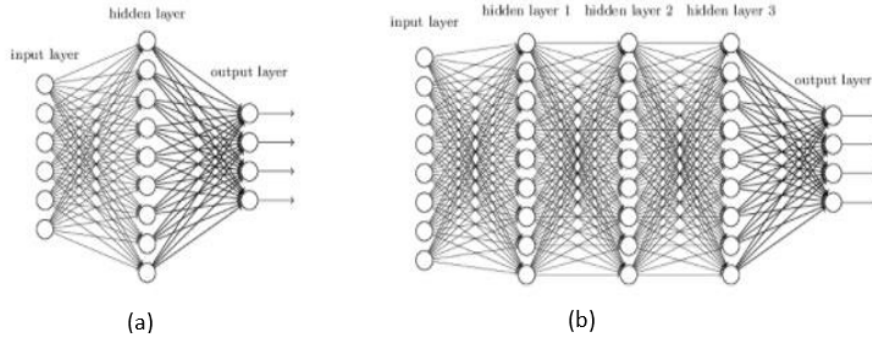 hidden layer
input layer
output layer
(a)
hidden layer 1 hidden layer 2 hidden layer 3
input layer
output layer
(b)